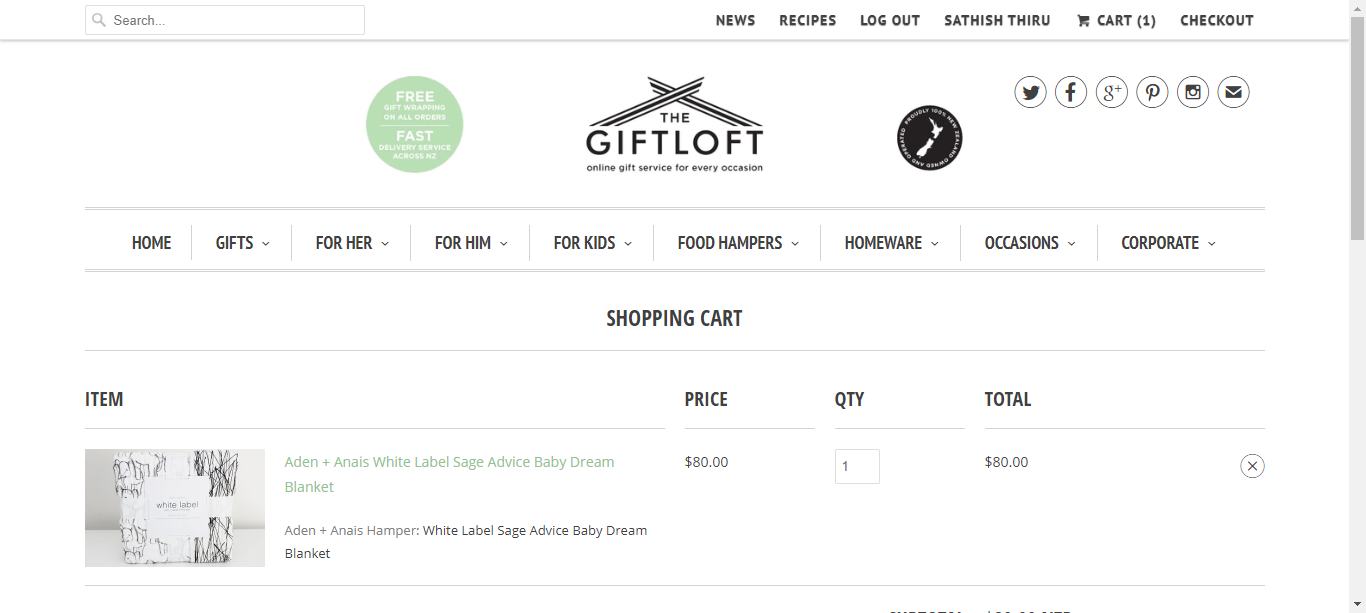 Search...
NEWS
RECIPES
LOG OUT
SATHISH THIRU
CART (1)
CHECKOUT
FREE
GIFT WRAPPING
ON ALL ORDERS
FAST
DELIVERY SERVICE
ACROSS NZ
THE
GIFTLOFT
online gift service for every occasion
PROUDLY 100% NEW ZEALAND OWNED AND OPERATED
HOME
GIFTS
FOR HER
FOR HIM
FOR KIDS
FOOD HAMPERS
HOMEWARE
OCCASIONS
CORPORATE
SHOPPING CART
ITEM
PRICE
QTY
TOTAL
Aden + Anais White Label Sage Advice Baby Dream
Blanket
$80.00
1
$80.00
white label
Aden + Anais Hamper: White Label Sage Advice Baby Dream
Blanket